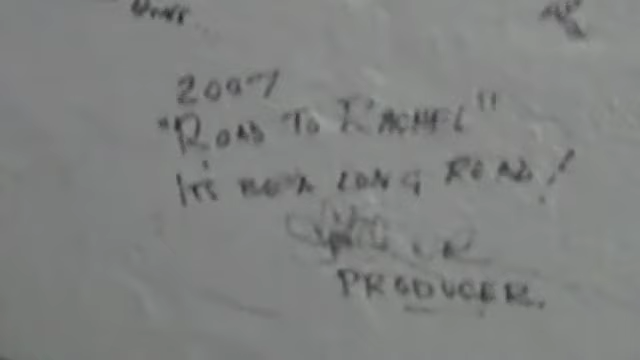 2007
"ROAD TO RACHEL"
IT'S BEEN LONG ROAD!
PRODUCER.